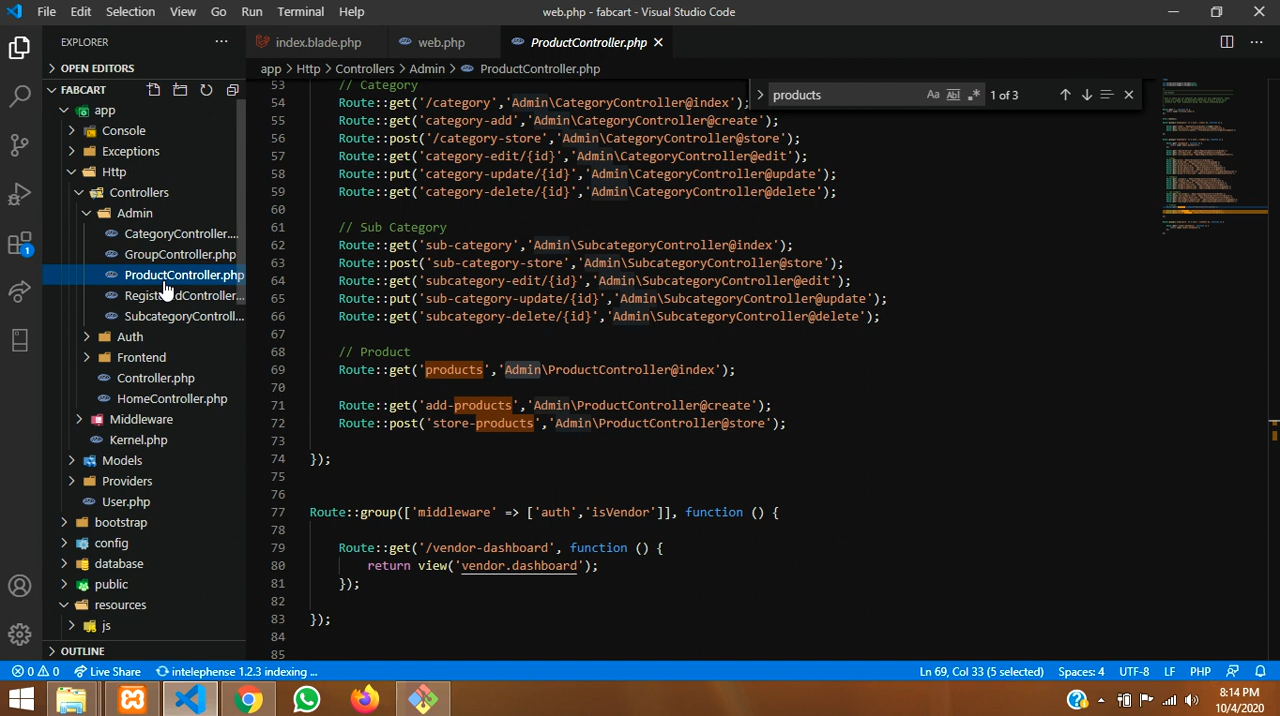 File Edit Selection View Go Run Terminal Help
web.php - fabcart - Visual Studio Code
EXPLORER
OPEN EDITORS
FABCART
app
Console
Exceptions
Http
Controllers
Admin
CategoryController....
GroupController.php
ProductController.php
RegisteredController...
SubcategoryControll...
Auth
Frontend
Controller.php
HomeController.php
Middleware
Kernel.php
Models
Providers
User.php
bootstrap
config
database
public
resources
js
OUTLINE
index.blade.php
web.php
ProductController.php
app > Http > Controllers > Admin > ProductController.php
products
Aa Abl .* 1 of 3
53 // Category
54 Route::get('/category','Admin\CategoryController@index');
55 Route::get('category-add','Admin\CategoryController@create');
56 Route::post('/category-store','Admin\CategoryController@store');
57 Route::get('category-edit/{id}','Admin\CategoryController@edit');
58 Route::put('category-update/{id}','Admin\CategoryController@update');
59 Route::get('category-delete/{id}','Admin\CategoryController@delete');
60
61 // Sub Category
62 Route::get('sub-category','Admin\SubcategoryController@index');
63 Route::post('sub-category-store','Admin\SubcategoryController@store');
64 Route::get('subcategory-edit/{id}','Admin\SubcategoryController@edit');
65 Route::put('sub-category-update/{id}','Admin\SubcategoryController@update');
66 Route::get('subcategory-delete/{id}','Admin\SubcategoryController@delete');
67
68 // Product
69 Route::get('products','Admin\ProductController@index');
70
71 Route::get('add-products','Admin\ProductController@create');
72 Route::post('store-products','Admin\ProductController@store');
73
74 });
75
76
77 Route::group(['middleware' => ['auth','isVendor']], function () {
78
79 Route::get('/vendor-dashboard', function () {
80 return view('vendor.dashboard');
81 });
82
83 });
84
85
1
0 0 Live Share intelephense 1.2.3 indexing ... Ln 69, Col 33 (5 selected) Spaces: 4 UTF-8 LF PHP
8:14 PM
10/4/2020